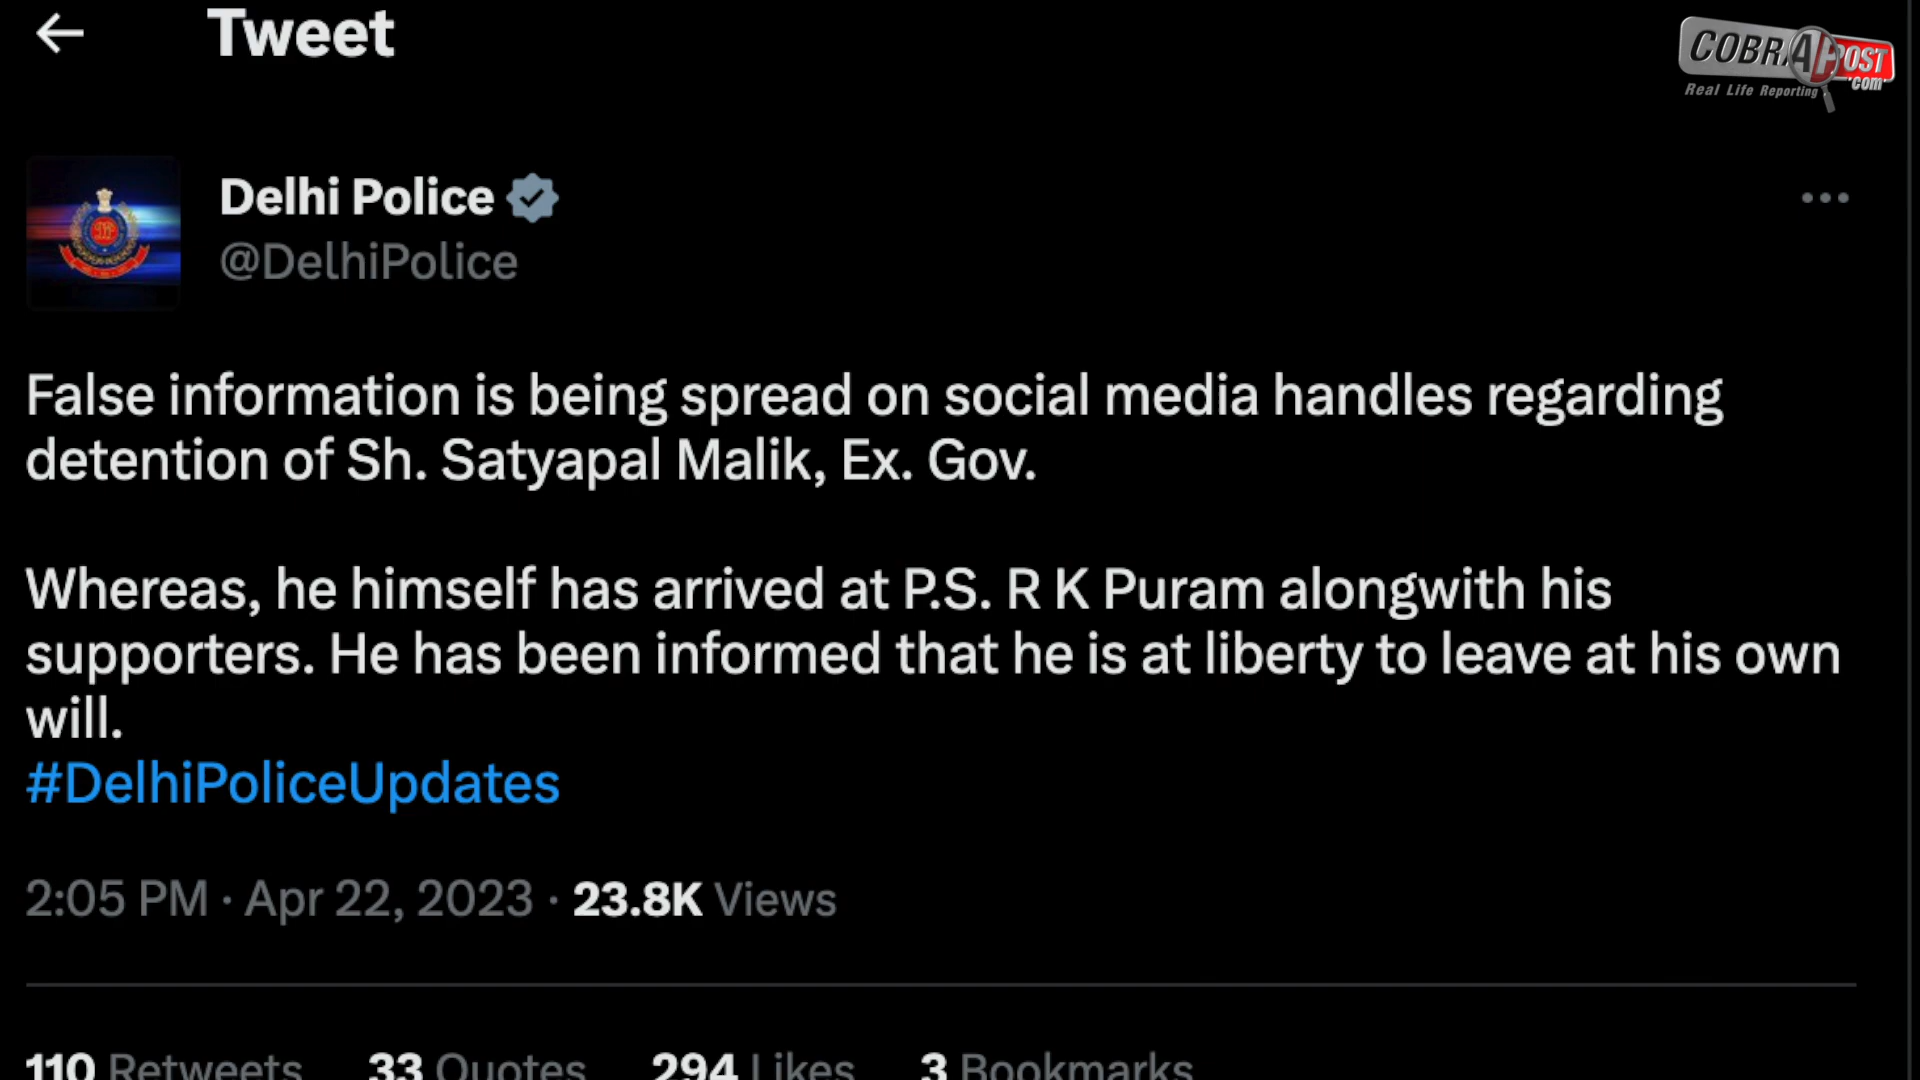 Tweet
COBRAPOST
.com
Real Life Reporting
Delhi Police
@DelhiPolice
False information is being spread on social media handles regarding
detention of Sh. Satyapal Malik, Ex. Gov.
Whereas, he himself has arrived at P.S. R K Puram alongwith his
supporters. He has been informed that he is at liberty to leave at his own
will.
#DelhiPoliceUpdates
2:05 PM · Apr 22, 2023 · 23.8K Views
110 Retweets 33 Quotes 294 Likes 3 Bookmarks